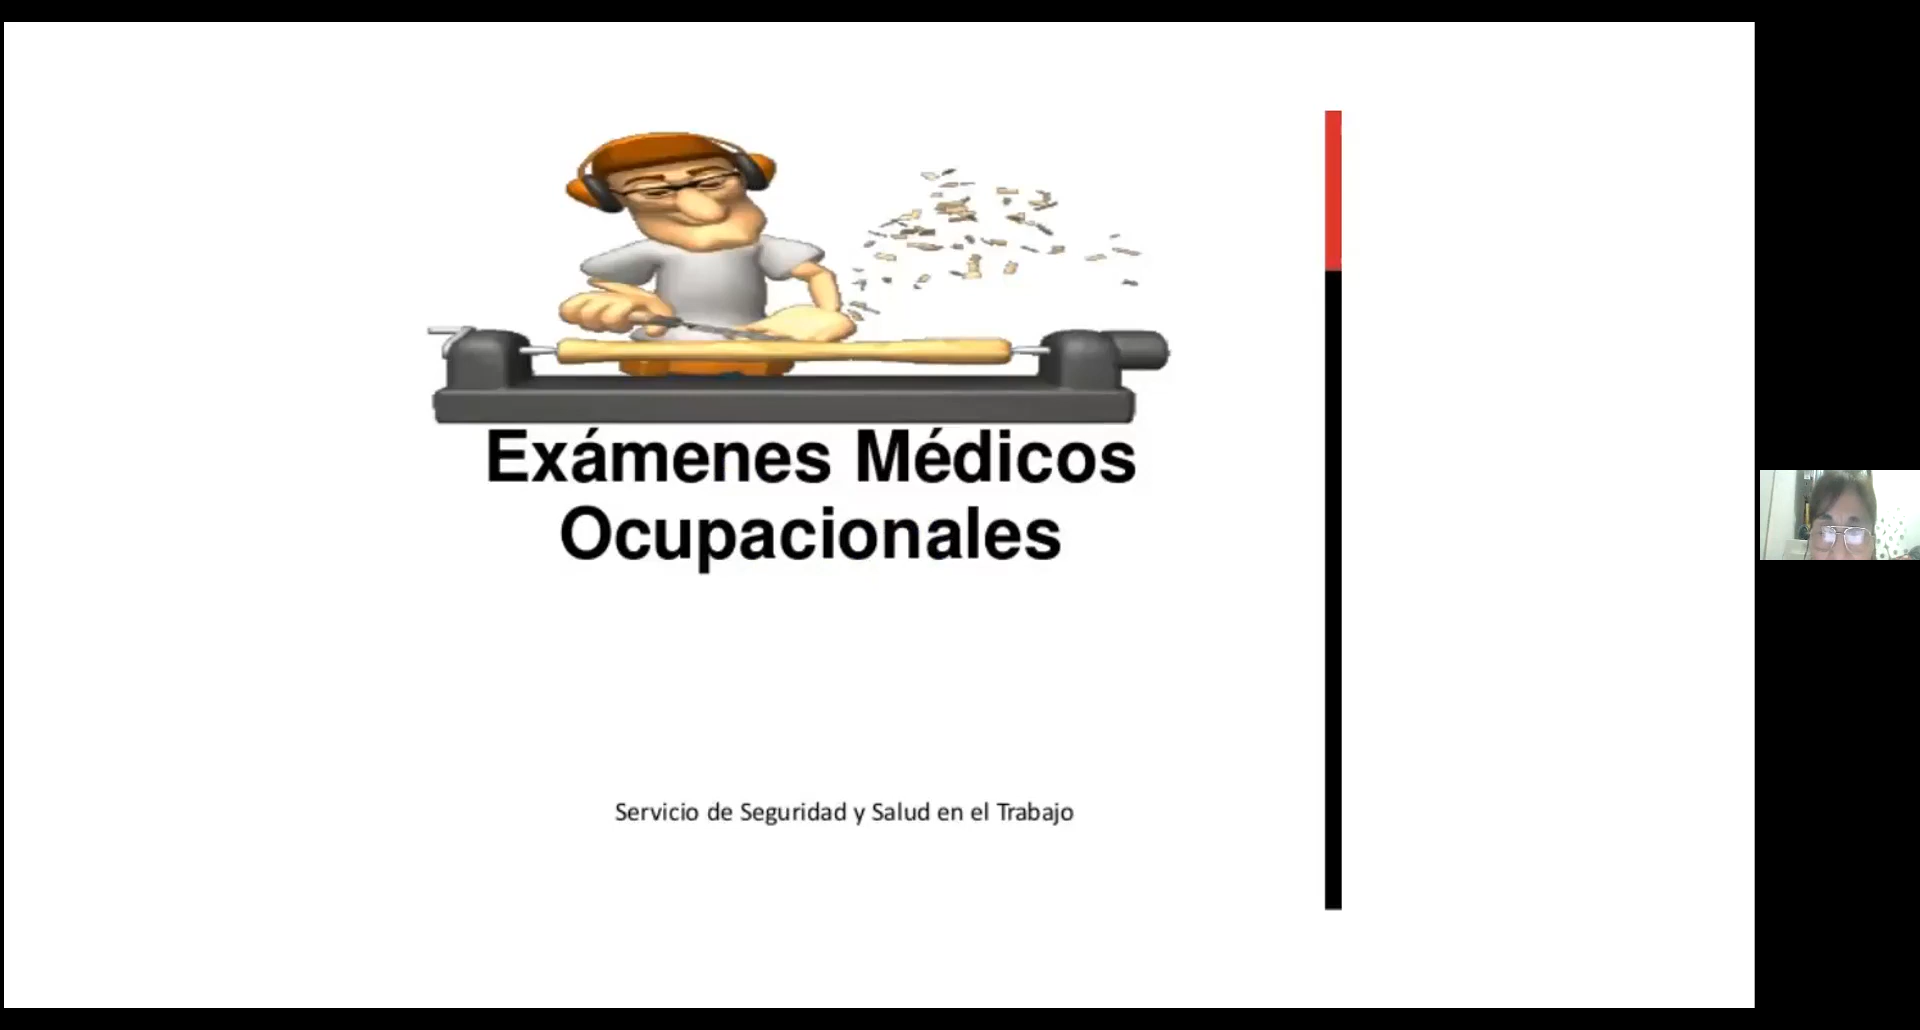 Exámenes Médicos
Ocupacionales
Servicio de Seguridad y Salud en el Trabajo